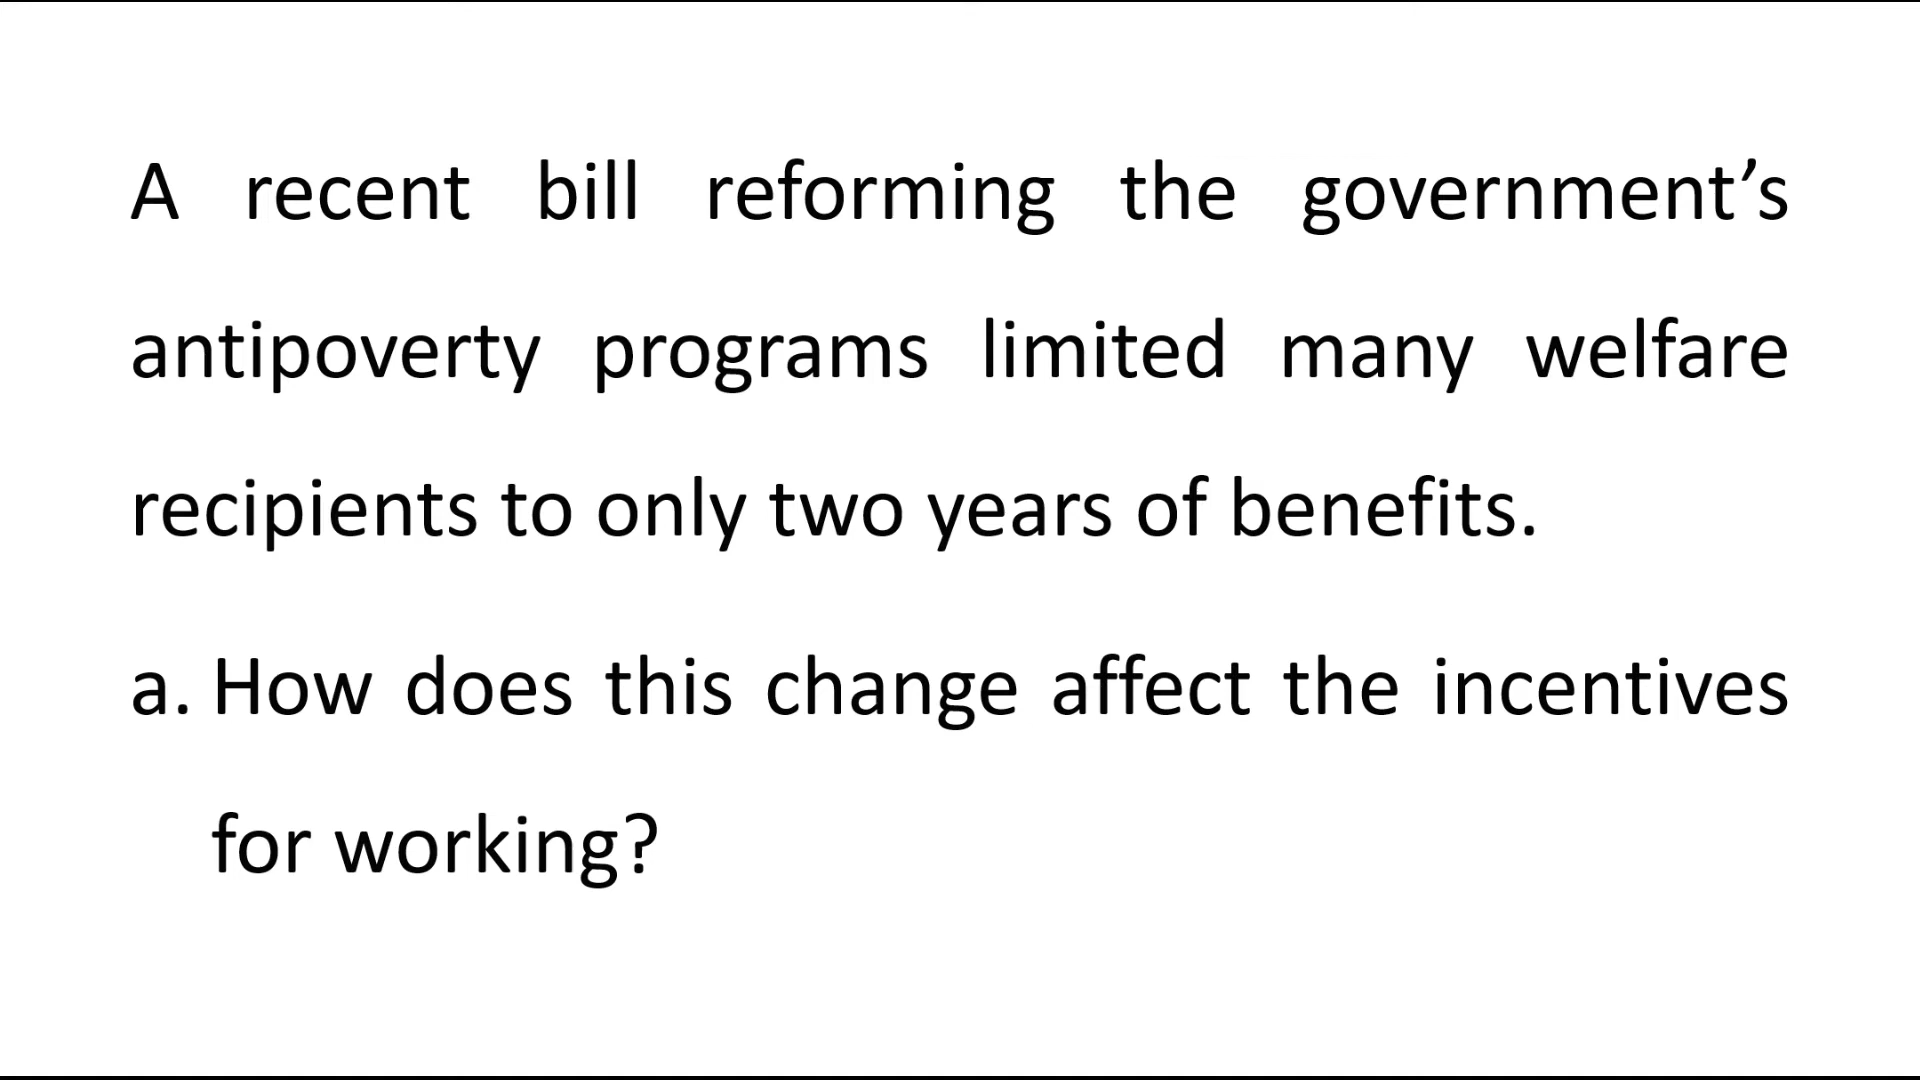 A recent bill reforming the government’s
antipoverty programs limited many welfare
recipients to only two years of benefits.
a. How does this change affect the incentives
for working?